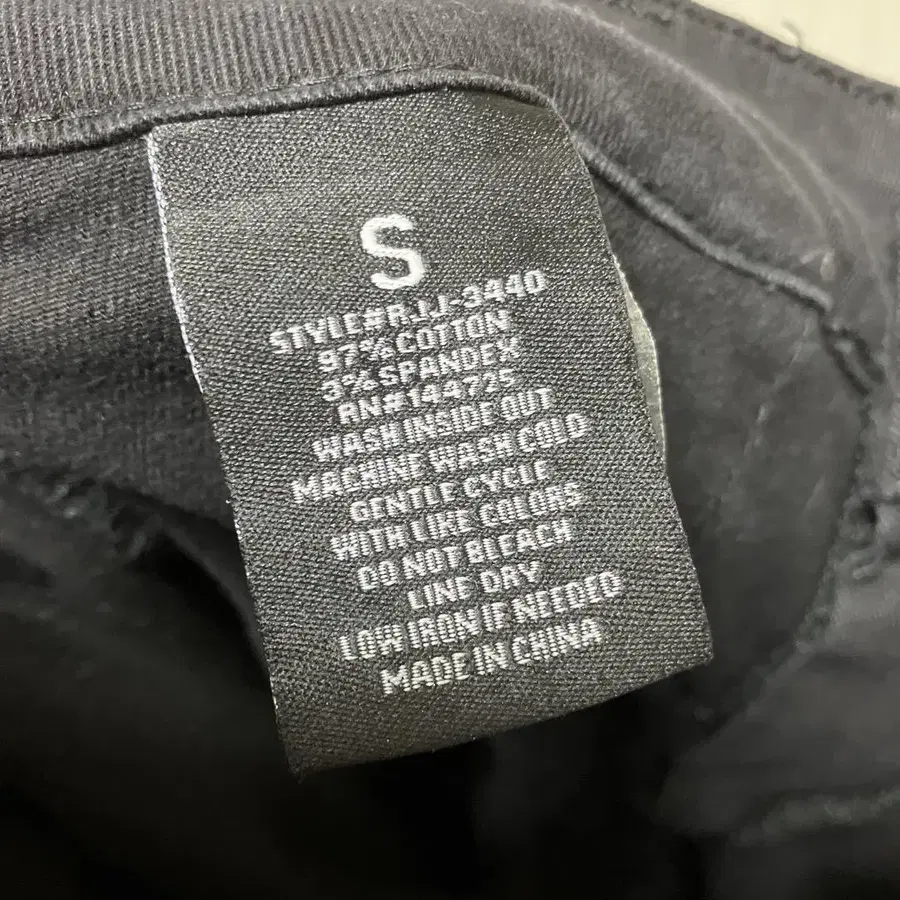 S
STYLE#RJJ-3440
97%COTTON
3%SPANDEX
RN#144725
WASH INSIDE OUT
MACHINE WASH COLD
GENTLE CYCLE
WITH LIKE COLORS
DO NOT BLEACH
LINE DRY
LOW IRON IF NEEDED
MADE IN CHINA